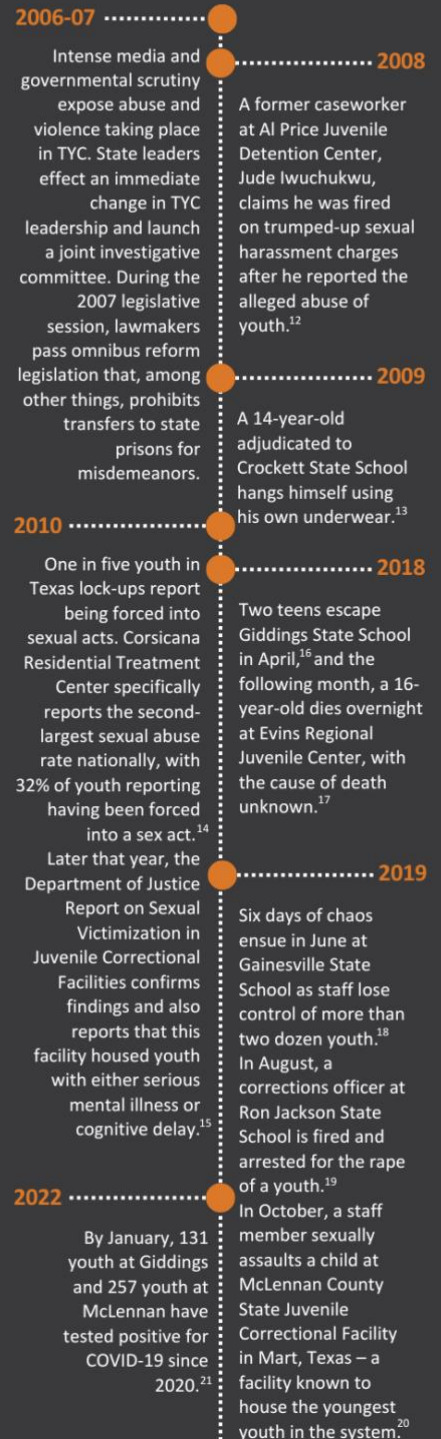 2006-07
Intense media and
governmental scrutiny
expose abuse and
violence taking place
in TYC. State leaders
effect an immediate
change in TYC
leadership and launch
a joint investigative
committee. During the
2007 legislative
session, lawmakers
pass omnibus reform
legislation that, among
other things, prohibits
transfers to state
prisons for
misdemeanors.
2008
A former caseworker
at Al Price Juvenile
Detention Center,
Jude Iwuchukwu,
claims he was fired
on trumped-up sexual
harassment charges
after he reported the
alleged abuse of
youth.12
2009
A 14-year-old
adjudicated to
Crockett State School
hangs himself using
his own underwear.13
2010
One in five youth in
Texas lock-ups report
being forced into
sexual acts. Corsicana
Residential Treatment
Center specifically
reports the second-
largest sexual abuse
rate nationally, with
32% of youth reporting
having been forced
into a sex act.14
Later that year, the
Department of Justice
Report on Sexual
Victimization in
Juvenile Correctional
Facilities confirms
findings and also
reports that this
facility housed youth
with either serious
mental illness or
cognitive delay.15
2018
Two teens escape
Giddings State School
in April,16 and the
following month, a 16-
year-old dies overnight
at Evins Regional
Juvenile Center, with
the cause of death
unknown.17
2019
Six days of chaos
ensue in June at
Gainesville State
School as staff lose
control of more than
two dozen youth.18
In August, a
corrections officer at
Ron Jackson State
School is fired and
arrested for the rape
of a youth.19
In October, a staff
member sexually
assaults a child at
McLennan County
State Juvenile
Correctional Facility
in Mart, Texas – a
facility known to
house the youngest
youth in the system.20
2022
By January, 131
youth at Giddings
and 257 youth at
McLennan have
tested positive for
COVID-19 since
2020.21